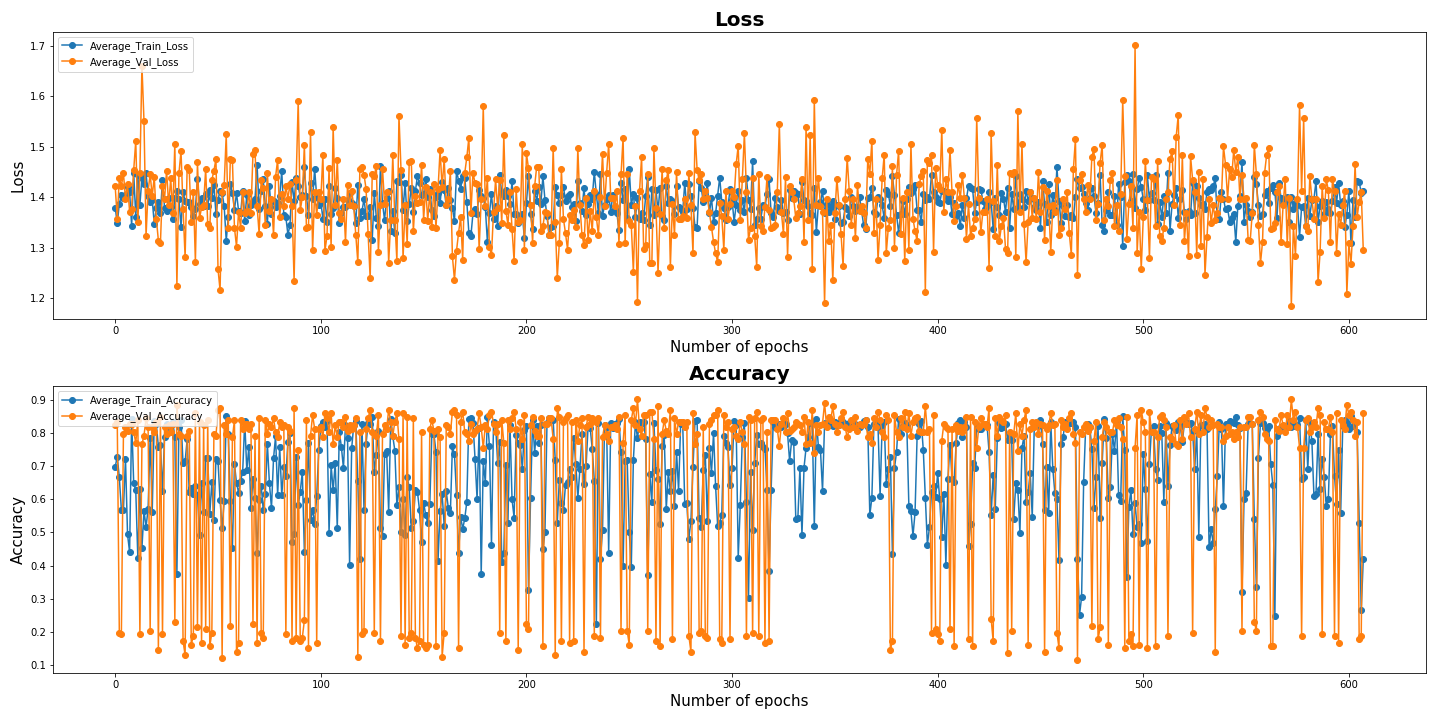 Loss
Average_Train_Loss
Average_Val_Loss
1.7
1.6
1.5
1.4
1.3
1.2
Loss
0 100 200 300 400 500 600
Number of epochs
Accuracy
Average_Train_Accuracy
Average_Val_Accuracy
0.9
0.8
0.7
0.6
0.5
0.4
0.3
0.2
0.1
Accuracy
0 100 200 300 400 500 600
Number of epochs